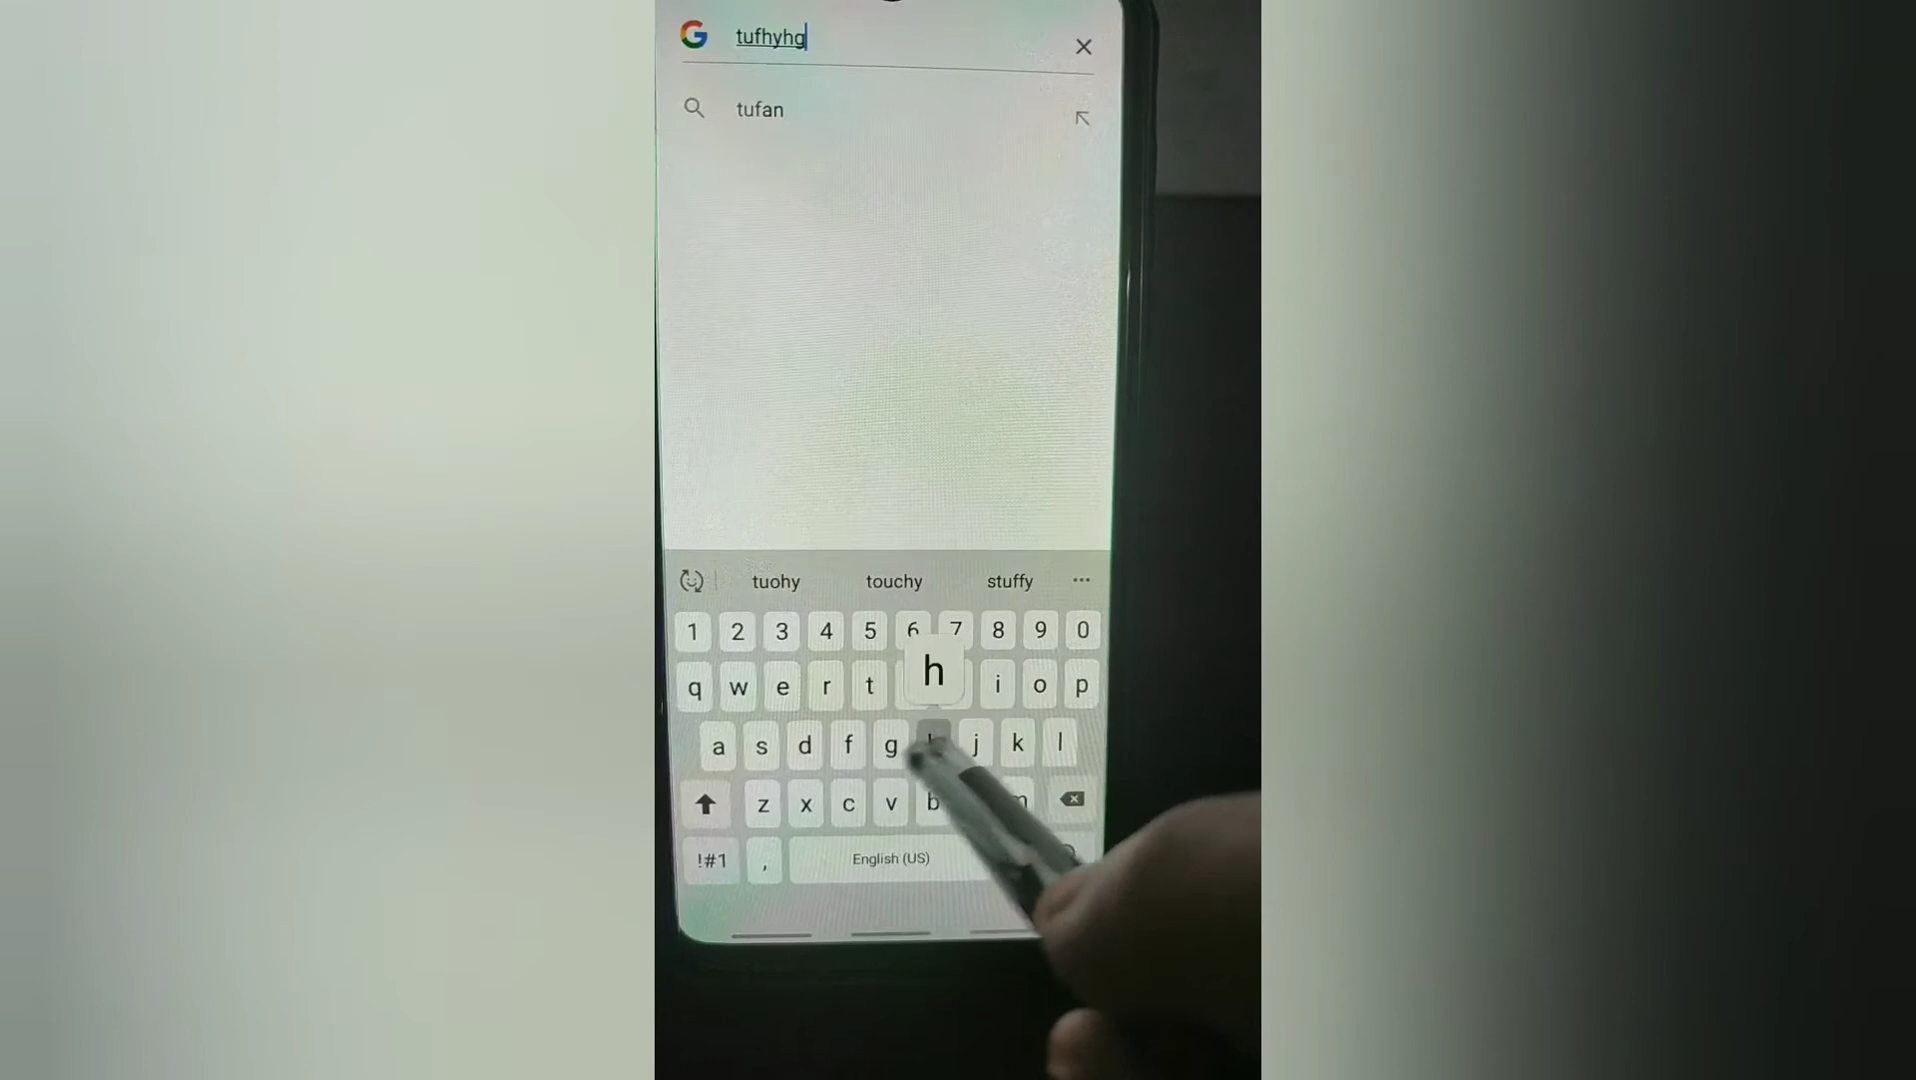 G tufhyhg
tufan
tuohy touchy stuffy ...
1 2 3 4 5 6 7 8 9 0
q w e r t h i o p
a s d f g j k l
z x c v b
!#1 , English (US)